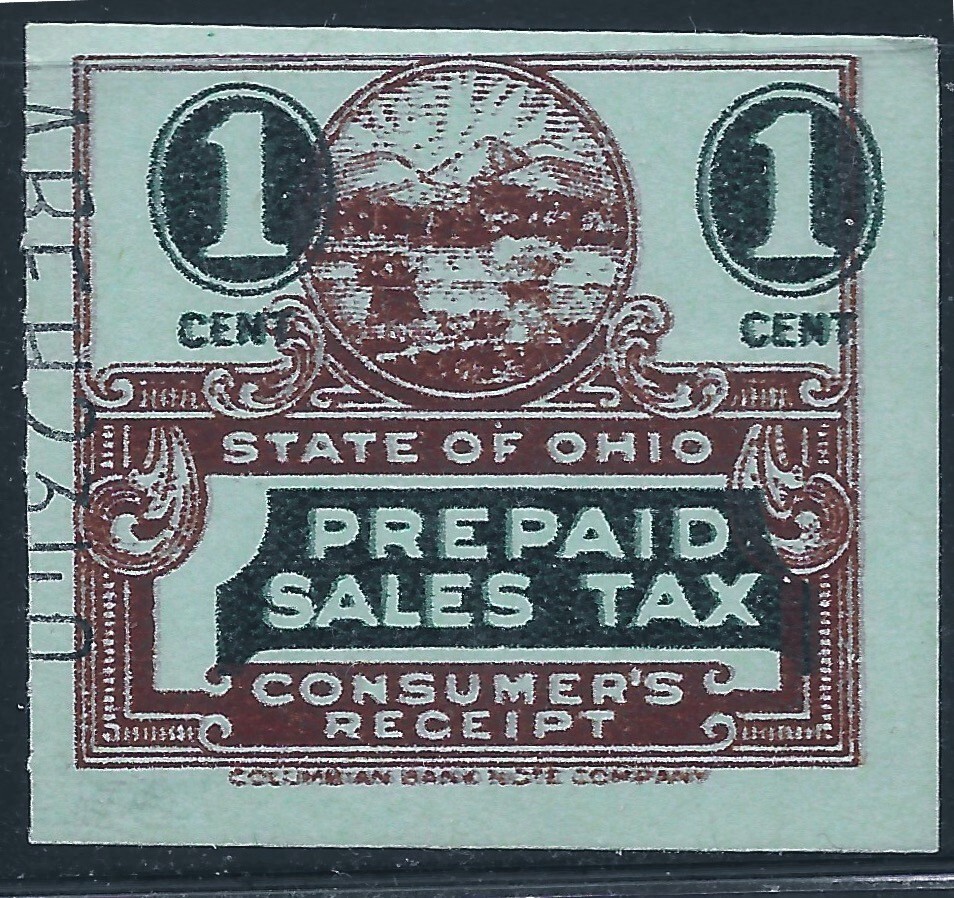 1 1
CENT CENT
STATE OF OHIO
PREPAID
SALES TAX
CONSUMER'S
RECEIPT
COLUMBIAN BANK NOTE COMPANY